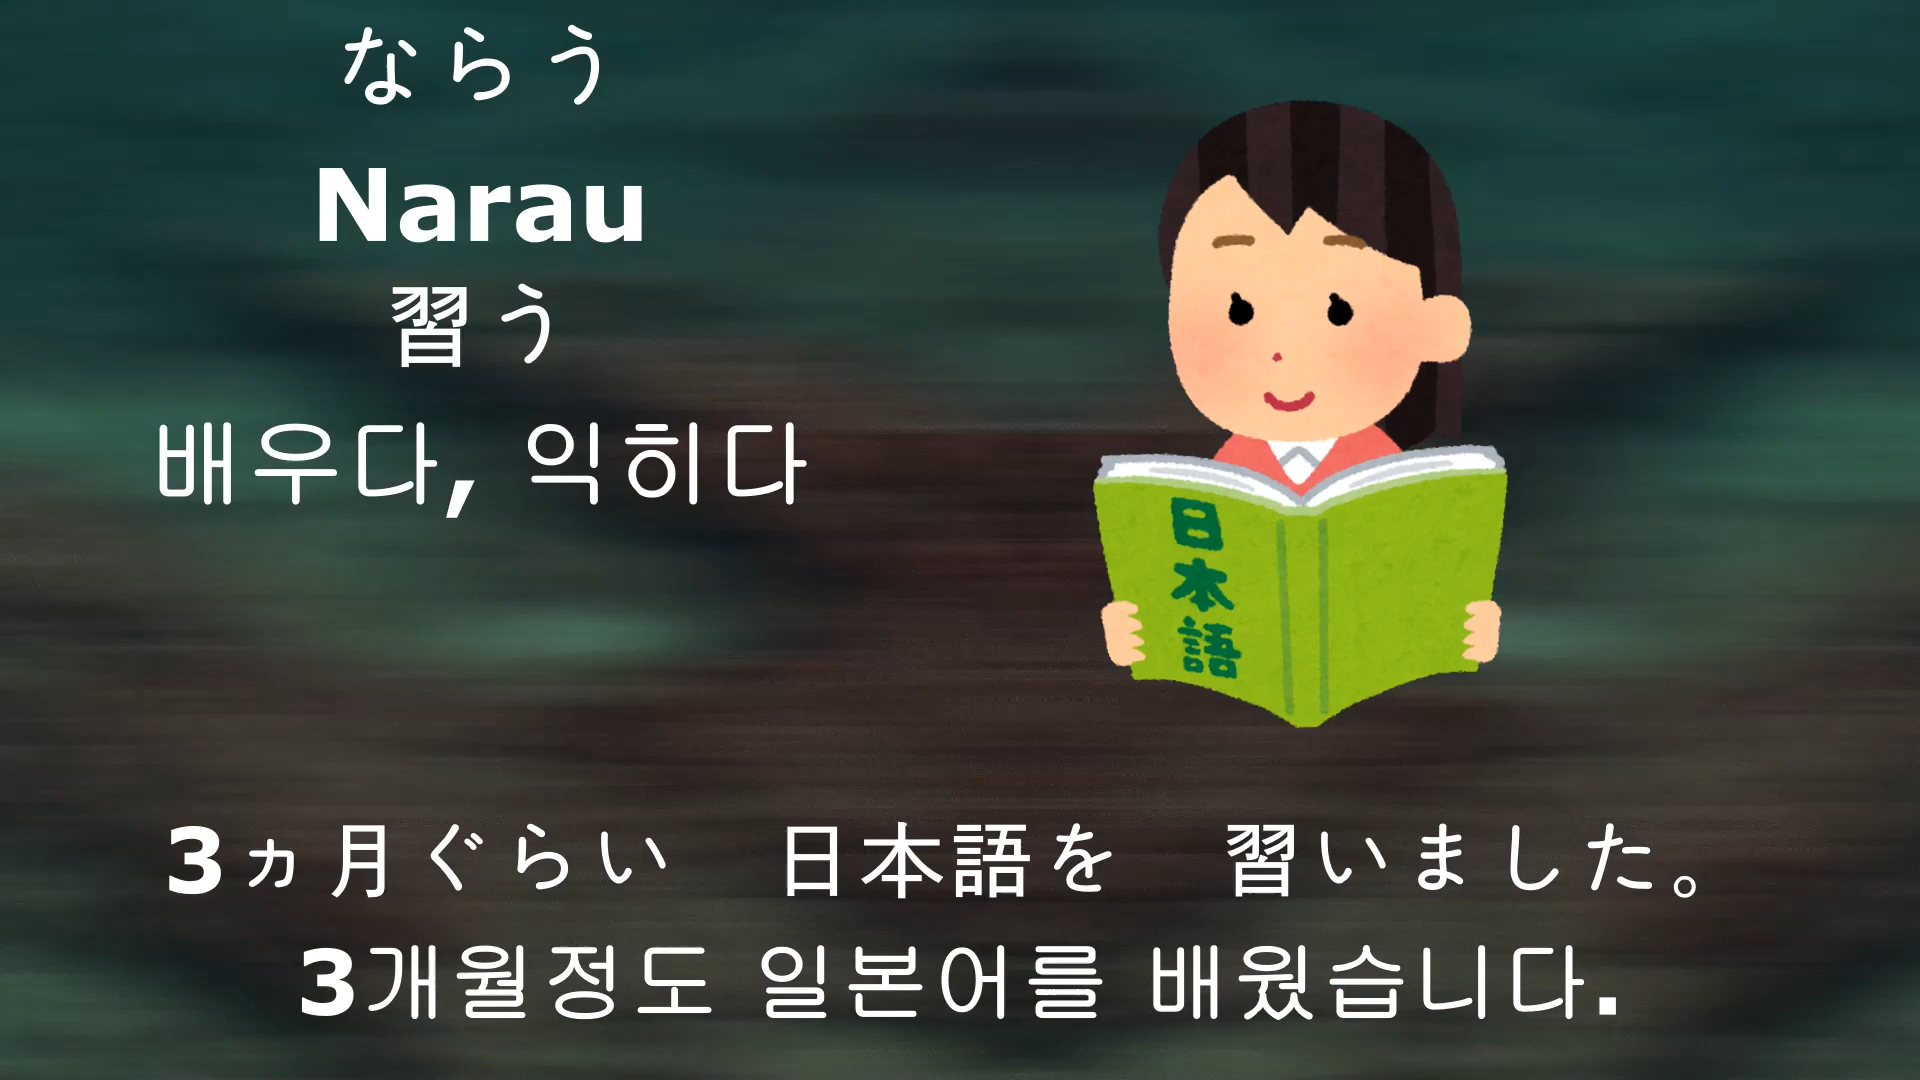 ならう
Narau
習う
배우다, 익히다
日本語
3ヵ月ぐらい　日本語を　習いました。
3개월정도 일본어를 배웠습니다.